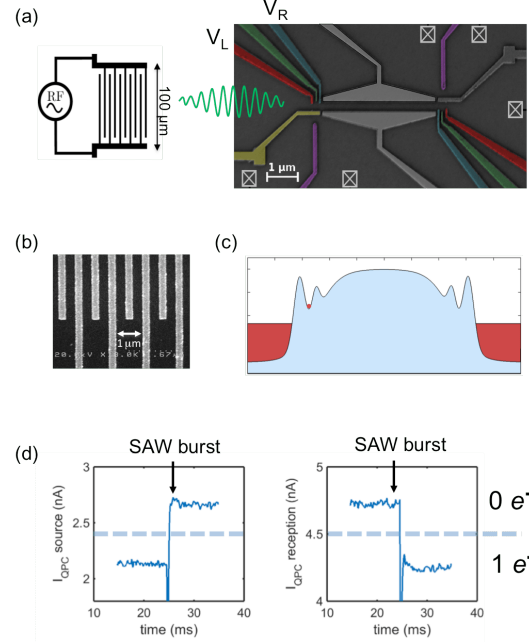 (a)
V_R
V_L
RF
100 μm
1 μm
(b)
(c)
1μm
(d)
SAW burst
SAW burst
I_QPC source (nA)
3
2.5
2
10 20 30 40
time (ms)
I_QPC reception (nA)
5
4.5
4
10 20 30 40
time (ms)
0 e-
1 e-